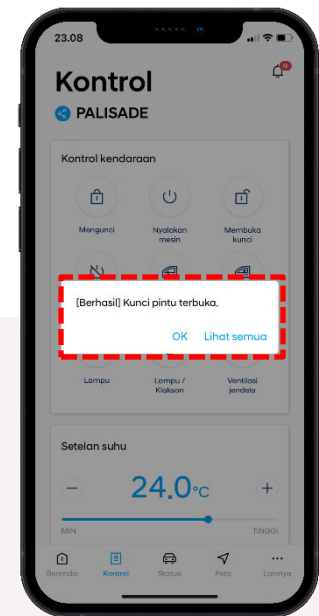 23.08
Kontrol
N
PALISADE
Kontrol kendaraan
Mengunci
Nyalakan
mesin
Membuka
kunci
[Berhasil] Kunci pintu terbuka.
OK Lihat semua
Lampu
Lampu /
Klakson
Ventilasi
jendela
Setelan suhu
− 24.0°C +
MIN TINGGI
Beranda Kontrol Status Peta Lainnya